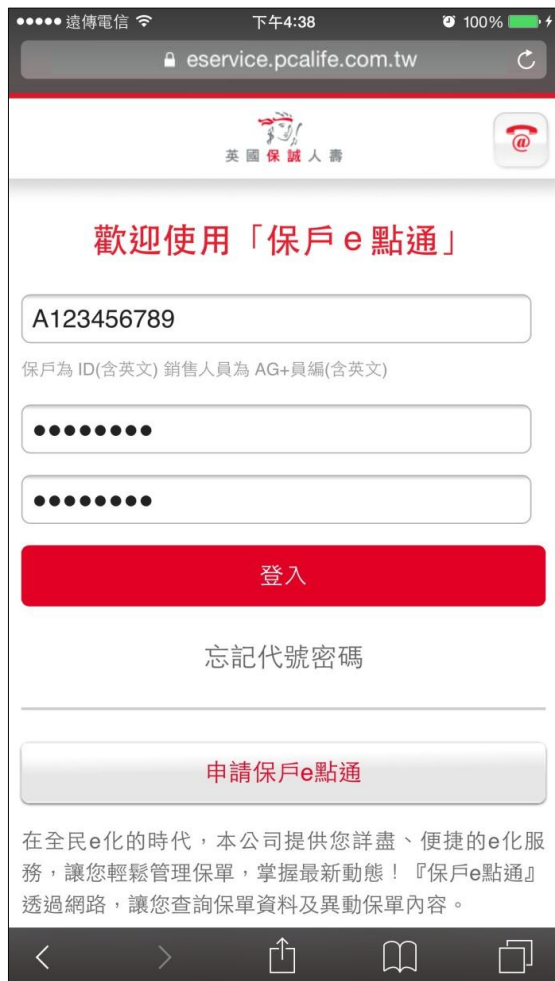 遠傳電信 下午4:38 100%
eservice.pcalife.com.tw
@
英國保誠人壽
歡迎使用「保戶e點通」
A123456789
保戶為 ID(含英文) 銷售人員為 AG+員編(含英文)
●●●●●●●●
●●●●●●●●
登入
忘記代號密碼
申請保戶e點通
在全民e化的時代，本公司提供您詳盡、便捷的e化服
務，讓您輕鬆管理保單，掌握最新動態！『保戶e點通』
透過網路，讓您查詢保單資料及異動保單內容。